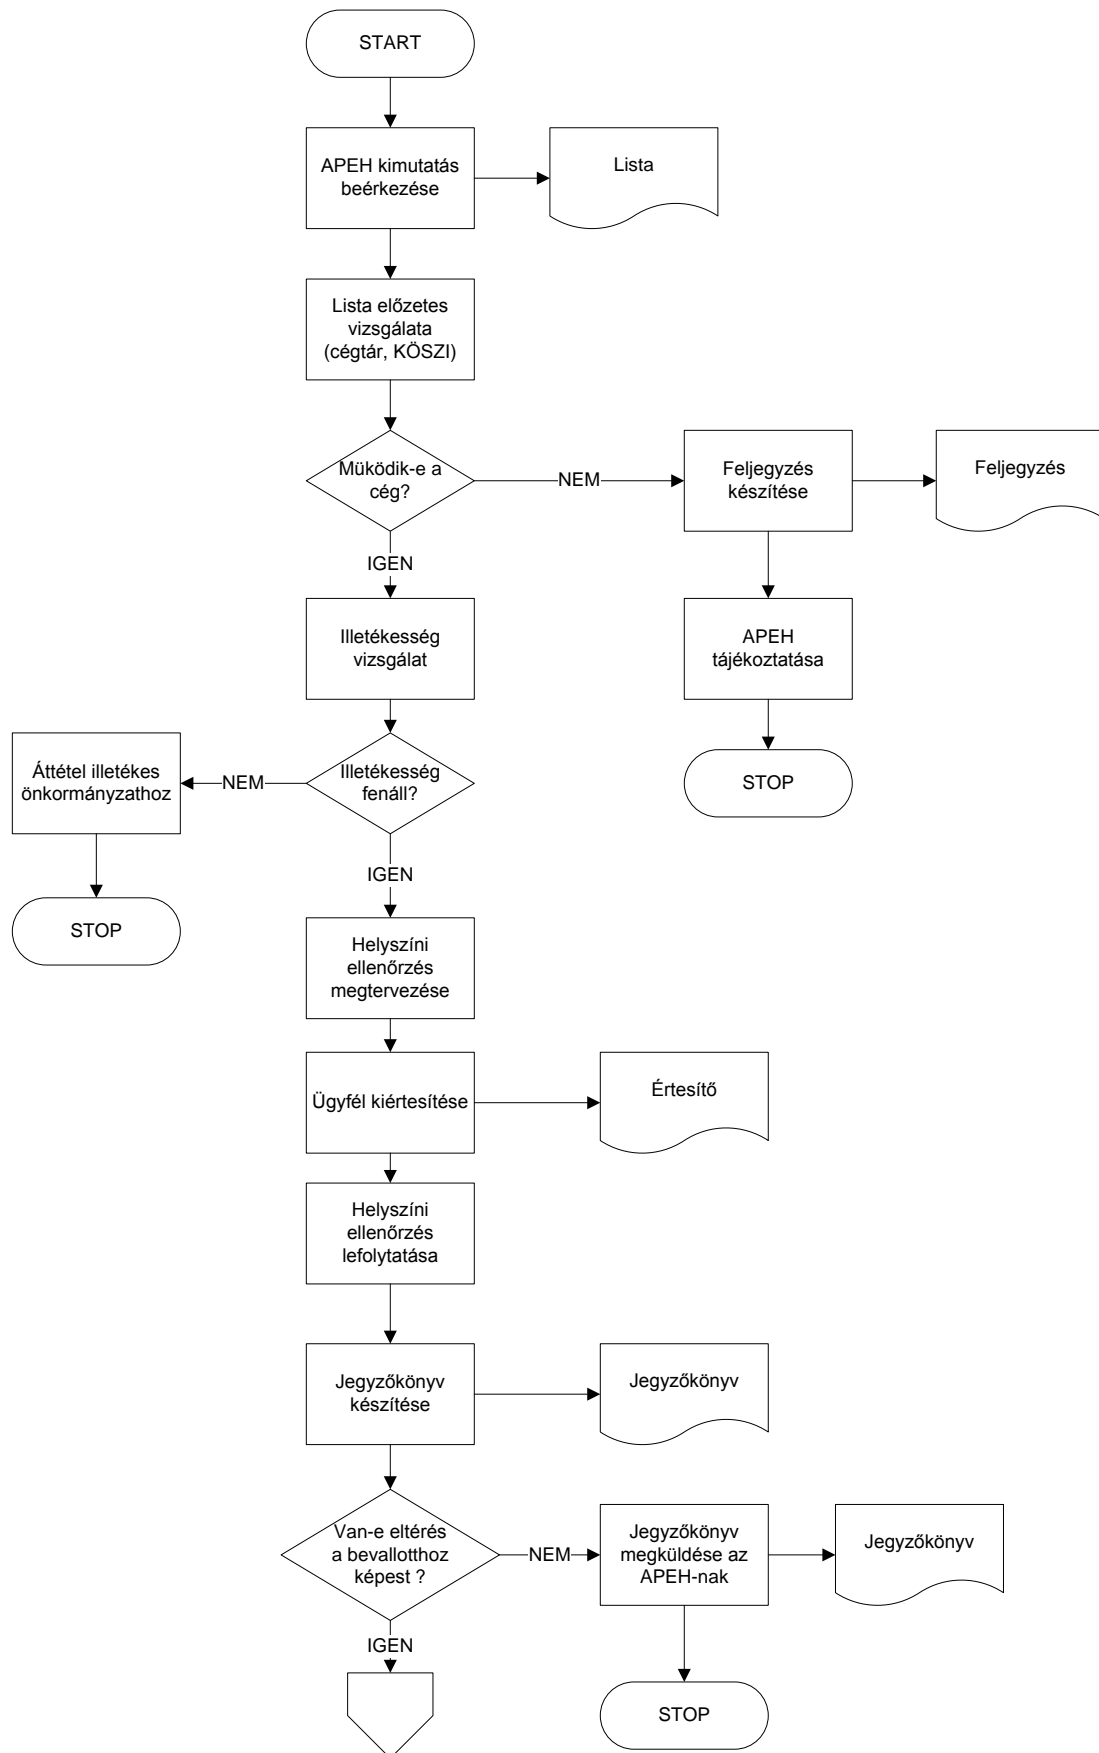 START
APEH kimutatás
beérkezése
Lista
Lista előzetes
vizsgálata
(cégtár, KÖSZI)
Müködik-e a
cég?
NEM
Feljegyzés
készítése
Feljegyzés
IGEN
Illetékesség
vizsgálat
APEH
tájékoztatása
Áttétel illetékes
önkormányzathoz
NEM
Illetékesség
fenáll?
STOP
IGEN
STOP
Helyszíni
ellenőrzés
megtervezése
Ügyfél kiértesítése
Értesítő
Helyszíni
ellenőrzés
lefolytatása
Jegyzőkönyv
készítése
Jegyzőkönyv
Van-e eltérés
a bevallotthoz
képest ?
NEM
Jegyzőkönyv
megküldése az
APEH-nak
Jegyzőkönyv
IGEN
STOP